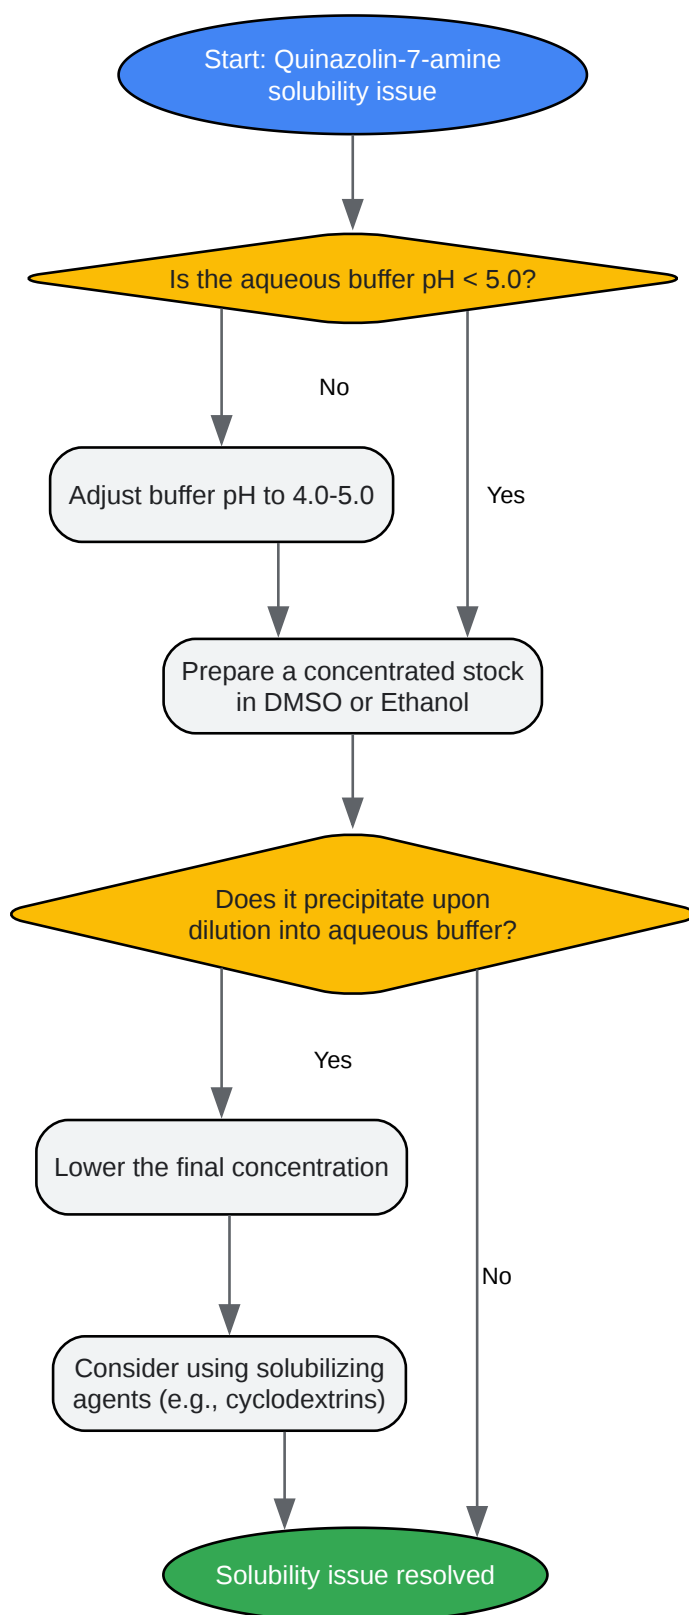 Start: Quinazolin-7-amine
solubility issue
Is the aqueous buffer pH < 5.0?
No
Adjust buffer pH to 4.0-5.0
Yes
Prepare a concentrated stock
in DMSO or Ethanol
Does it precipitate upon
dilution into aqueous buffer?
Yes
Lower the final concentration
No
Consider using solubilizing
agents (e.g., cyclodextrins)
Solubility issue resolved